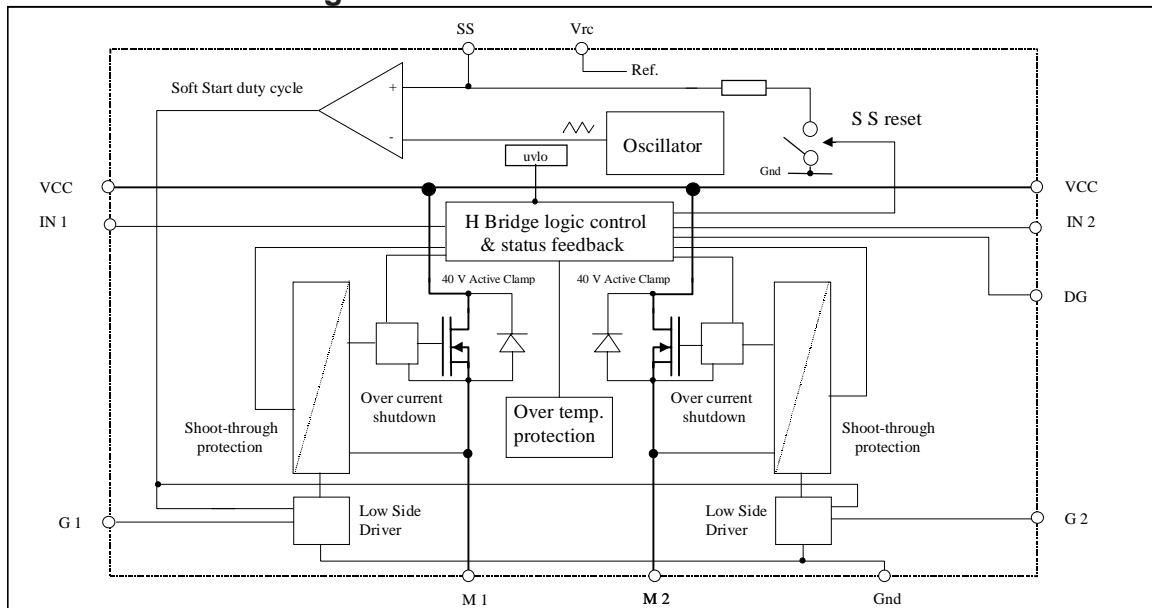 SS
Vrc
Ref.
Soft Start duty cycle
+
-
Oscillator
S S reset
uvlo
Gnd
VCC
VCC
IN 1
H Bridge logic control
& status feedback
IN 2
40 V Active Clamp
40 V Active Clamp
DG
Over current
shutdown
Over temp.
protection
Over current
shutdown
Shoot-through
protection
Shoot-through
protection
G 1
Low Side
Driver
Low Side
Driver
G 2
M 1
M 2
Gnd